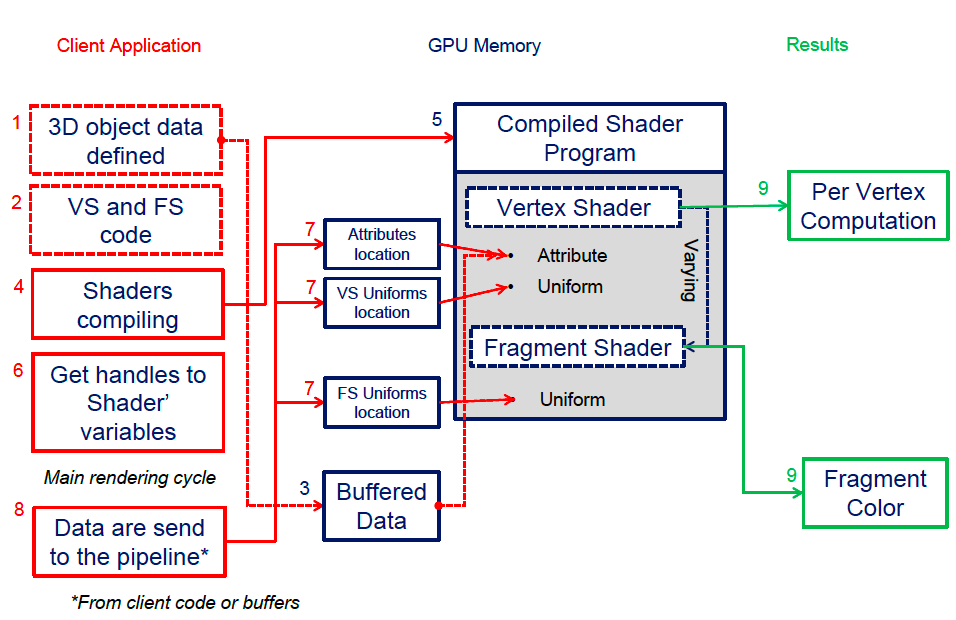 Client Application
GPU Memory
Results
1
3D object data
defined
2
VS and FS
code
4
Shaders
compiling
6
Get handles to
Shader’
variables
Main rendering cycle
8
Data are send
to the pipeline*
*From client code or buffers
7
Attributes
location
7
VS Uniforms
location
7
FS Uniforms
location
3
Buffered
Data
5
Compiled Shader
Program
Vertex Shader
Attribute
Uniform
Varying
Fragment Shader
Uniform
9
Per Vertex
Computation
9
Fragment
Color